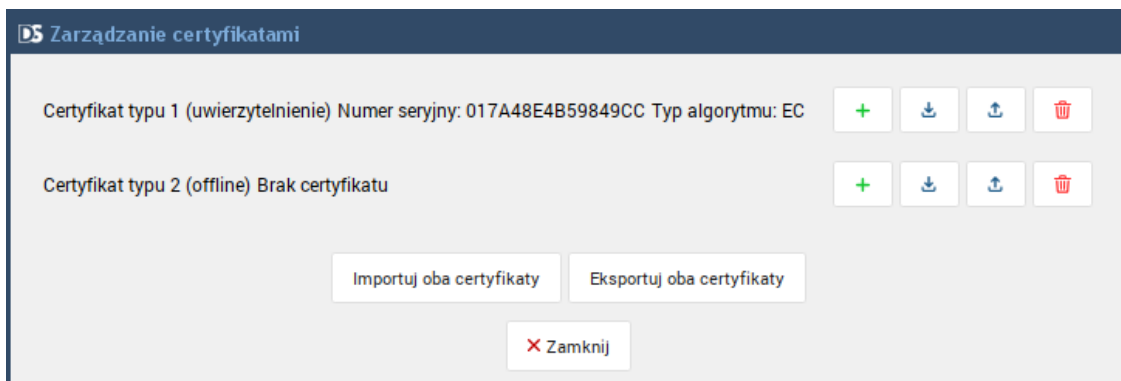 DS Zarządzanie certyfikatami
Certyfikat typu 1 (uwierzytelnienie) Numer seryjny: 017A48E4B59849CC Typ algorytmu: EC
Certyfikat typu 2 (offline) Brak certyfikatu
Importuj oba certyfikaty Eksportuj oba certyfikaty
Zamknij